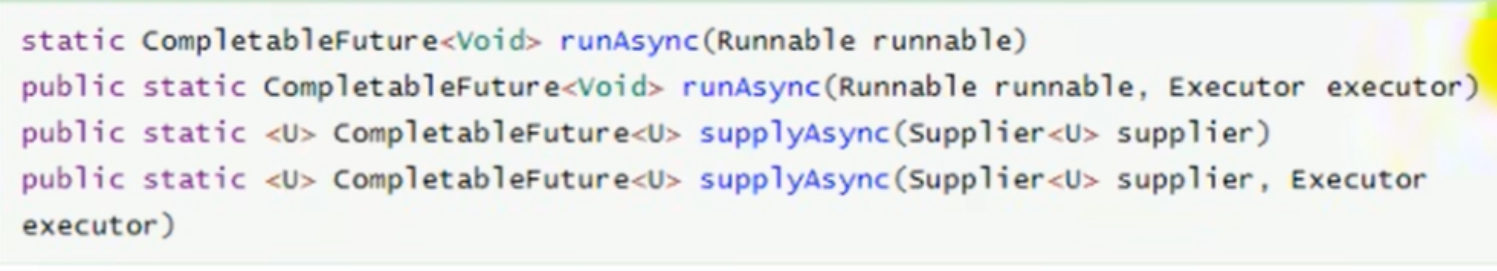 static CompletableFuture<Void> runAsync(Runnable runnable)
public static CompletableFuture<Void> runAsync(Runnable runnable, Executor executor)
public static <U> CompletableFuture<U> supplyAsync(Supplier<U> supplier)
public static <U> CompletableFuture<U> supplyAsync(Supplier<U> supplier, Executor
executor)